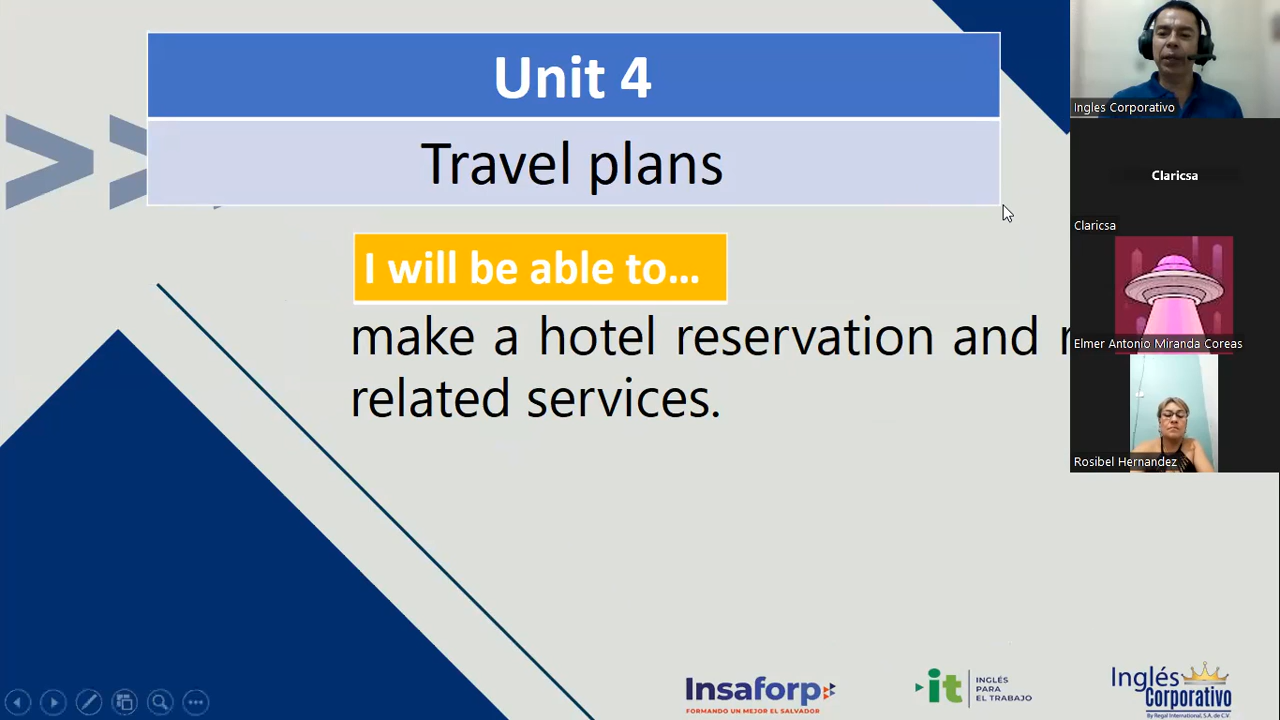 Unit 4
Travel plans
I will be able to...
make a hotel reservation and
related services.
Ingles Corporativo
Claricsa
Claricsa
Elmer Antonio Miranda Coreas
Rosibel Hernandez
Insaforp
FORMANDO UN MEJOR EL SALVADOR
it
INGLÉS
PARA
EL TRABAJO
Inglés
Corporativo
By Regal International, S.A. de C.V.